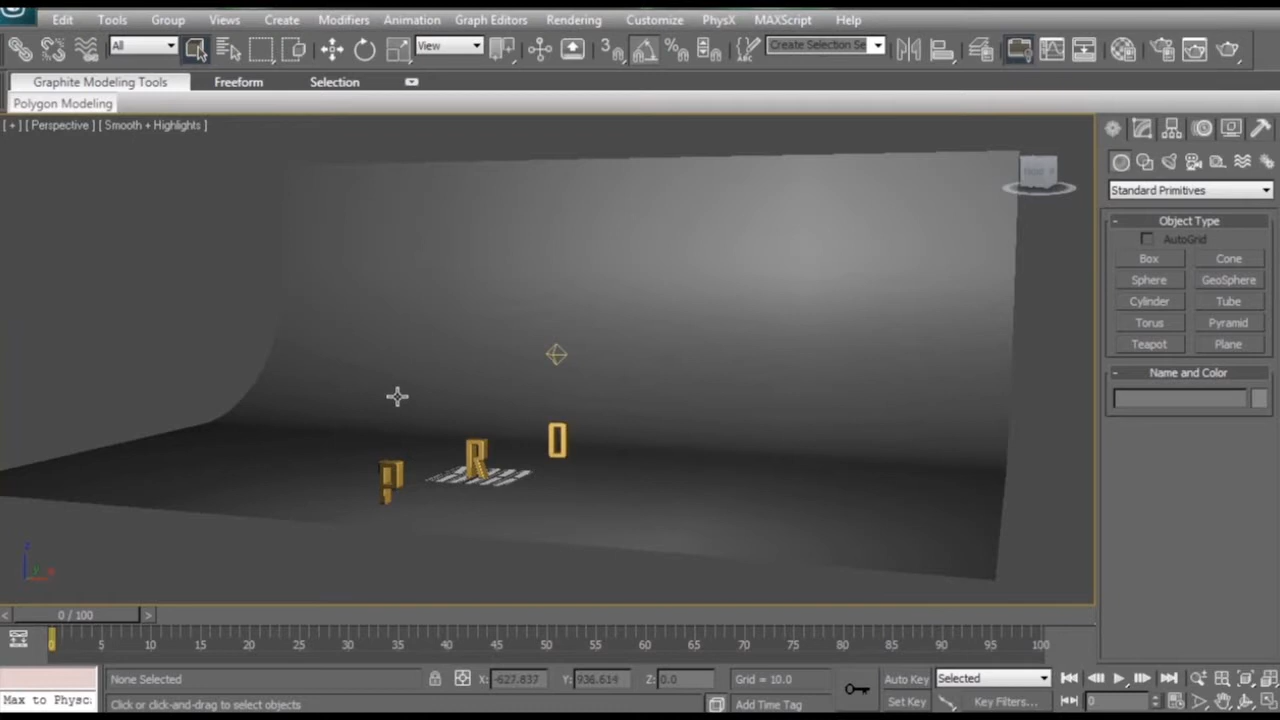 Edit Tools Group Views Create Modifiers Animation Graph Editors Rendering Customize PhysX MAXScript Help
All View 3 Create Selection Se
Graphite Modeling Tools Freeform Selection
Polygon Modeling
[ + ] [ Perspective ] [ Smooth + Highlights ]
Standard Primitives
- Object Type
AutoGrid
Box Cone
Sphere GeoSphere
Cylinder Tube
Torus Pyramid
Teapot Plane
- Name and Color
P R O
z
y x
< 0 / 100 >
0 5 10 15 20 25 30 35 40 45 50 55 60 65 70 75 80 85 90 95 100
None Selected X: -627.837 Y: 936.614 Z: 0.0 Grid = 10.0 Auto Key Selected
Max to Physc. Click or click-and-drag to select objects Add Time Tag Set Key Key Filters... 0